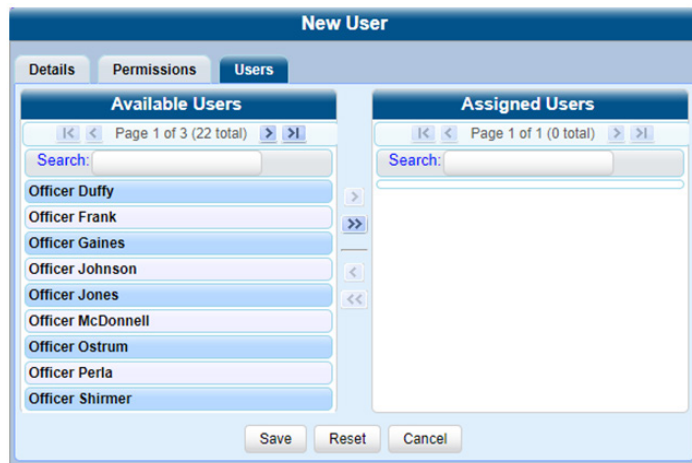 New User
Details Permissions Users
Available Users
Page 1 of 3 (22 total)
Search:
Officer Duffy
Officer Frank
Officer Gaines
Officer Johnson
Officer Jones
Officer McDonnell
Officer Ostrum
Officer Perla
Officer Shirmer
Assigned Users
Page 1 of 1 (0 total)
Search:
Save Reset Cancel